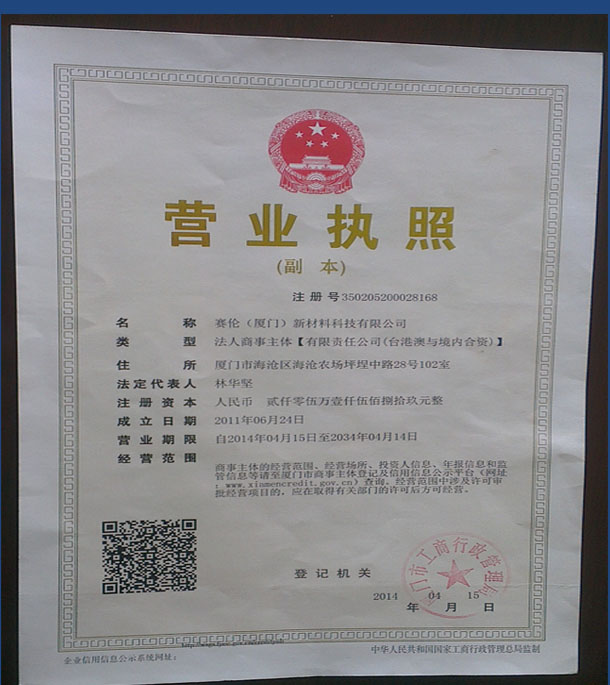 营业执照
(副 本)
注册号350205200028168
名 称 赛伦（厦门）新材料科技有限公司
类 型 法人商事主体【有限责任公司(台港澳与境内合资)】
住 所 厦门市海沧区海沧农场坪埕中路28号102室
法定代表人 林华坚
注册资本 人民币 贰仟零伍万壹仟伍佰捌拾玖元整
成立日期 2011年06月24日
营业期限 自2014年04月15日至2034年04月14日
经营范围
商事主体的经营范围、经营场所、投资人信息、年报信息和监
管信息等请至厦门市商事主体登记及信用信息公示平台（网址
：www.xiamencredit.gov.cn）查询。经营范围中涉及许可审
批经营项目的，应在取得有关部门的许可后方可经营。
厦门市工商行政管理局
登记机关
2014 04 15
年 月 日
企业信用信息公示系统网址：
中华人民共和国国家工商行政管理总局监制